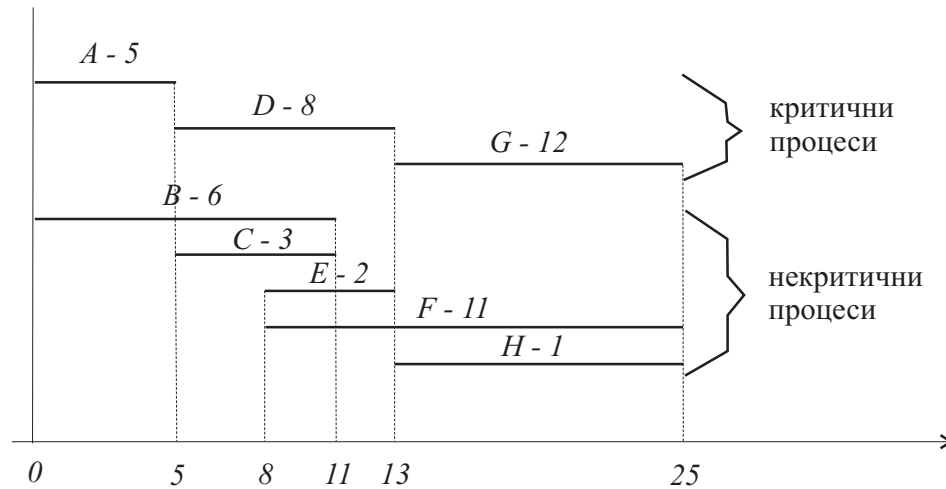 A - 5
D - 8
G - 12
критични
процеси
B - 6
C - 3
E - 2
F - 11
H - 1
некритични
процеси
0 5 8 11 13 25